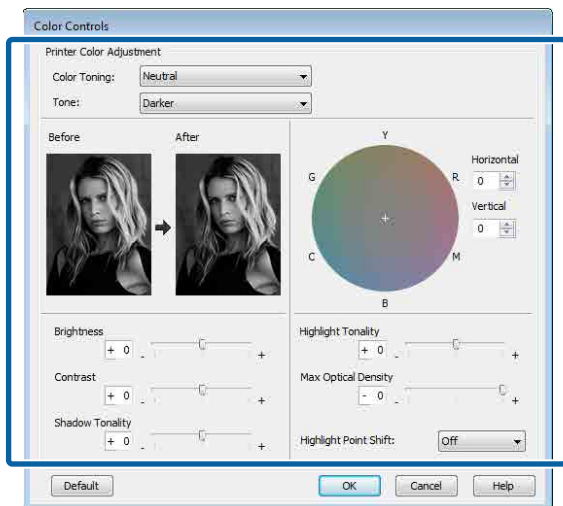 Color Controls
Printer Color Adjustment
Color Toning: Neutral
Tone: Darker
Before After
Y
G R
C M
B
Horizontal
0
Vertical
0
Brightness
+ 0 - +
Contrast
+ 0 - +
Shadow Tonality
+ 0 - +
Highlight Tonality
+ 0 - +
Max Optical Density
- 0 - +
Highlight Point Shift: Off
Default OK Cancel Help